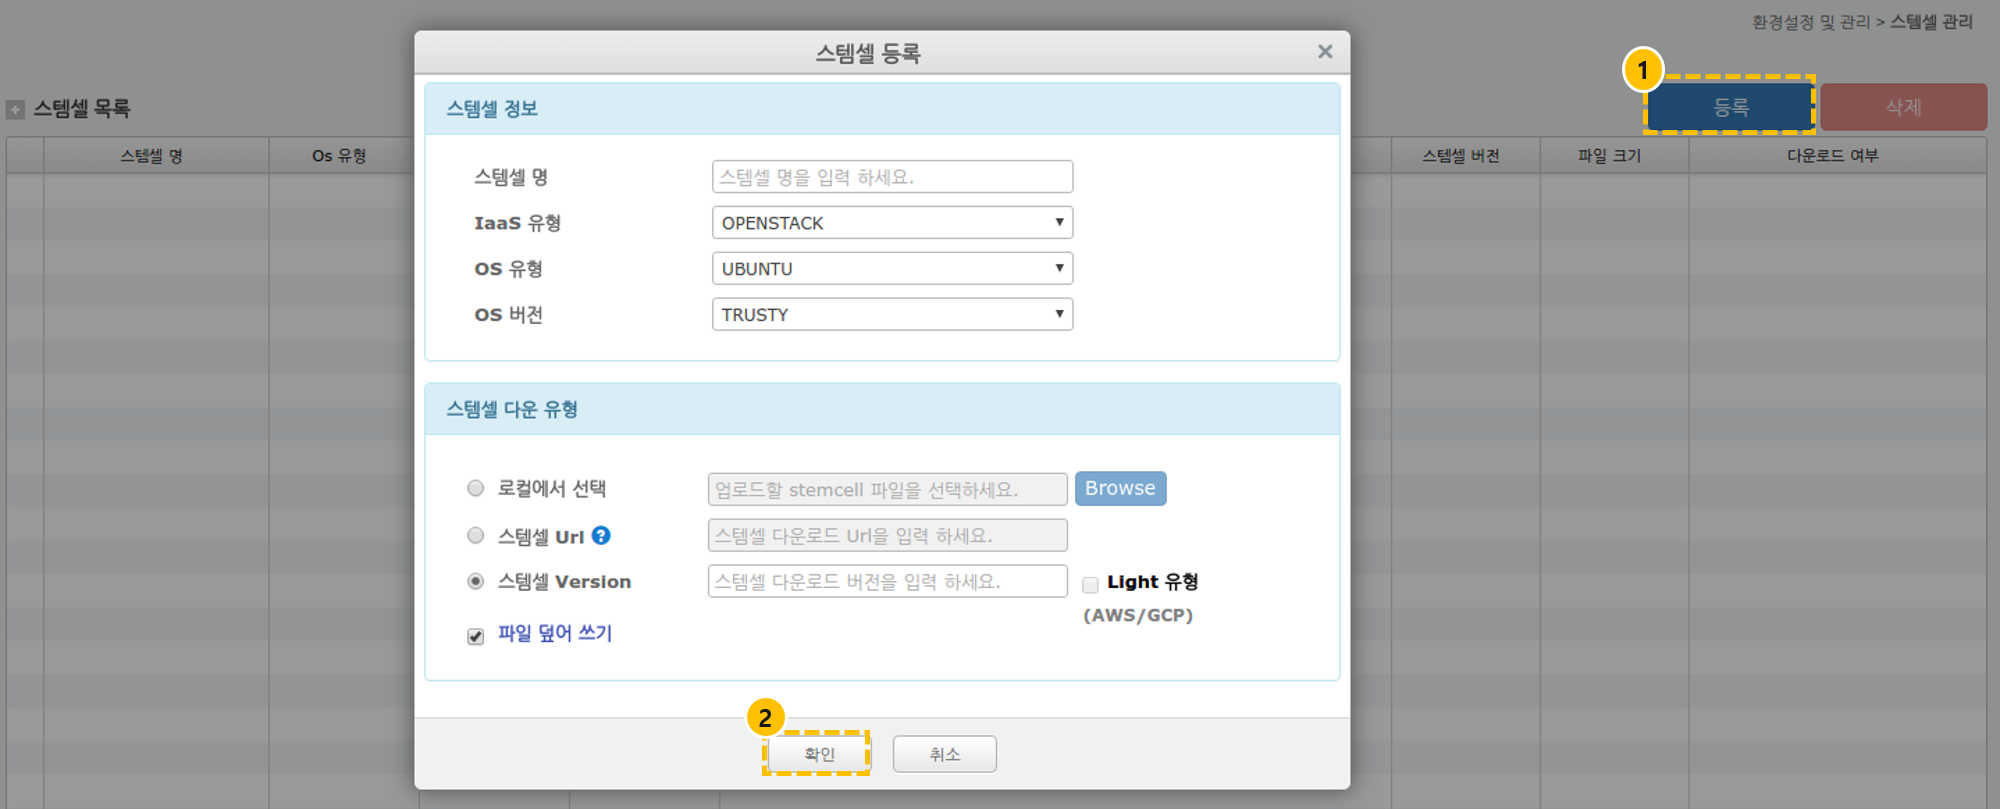 환경설정 및 관리 > 스템셀 관리
1
스템셀 목록
등록
삭제
스템셀 명
Os 유형
스템셀 버전
파일 크기
다운로드 여부
스템셀 등록
×
스템셀 정보
스템셀 명
스템셀 명을 입력 하세요.
IaaS 유형
OPENSTACK
OS 유형
UBUNTU
OS 버전
TRUSTY
스템셀 다운 유형
로컬에서 선택
업로드할 stemcell 파일을 선택하세요.
Browse
스템셀 Url ?
스템셀 다운로드 Url을 입력 하세요.
스템셀 Version
스템셀 다운로드 버전을 입력 하세요.
Light 유형
(AWS/GCP)
파일 덮어 쓰기
2
확인
취소